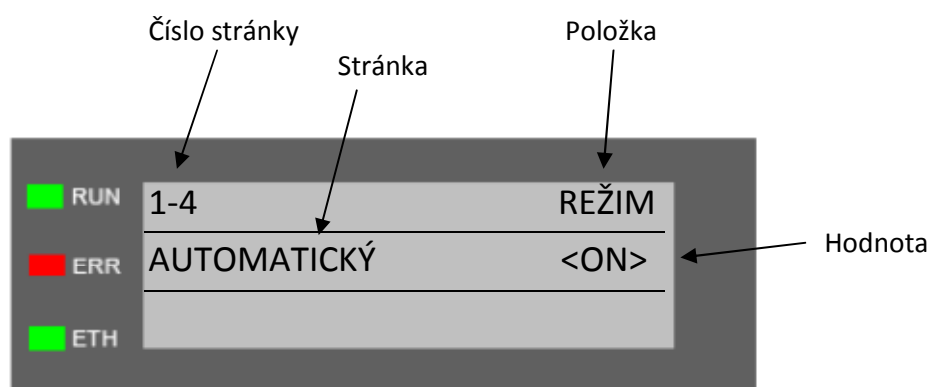 Číslo stránky
Položka
Stránka
RUN
1-4 REŽIM
ERR
AUTOMATICKÝ <ON>
Hodnota
ETH